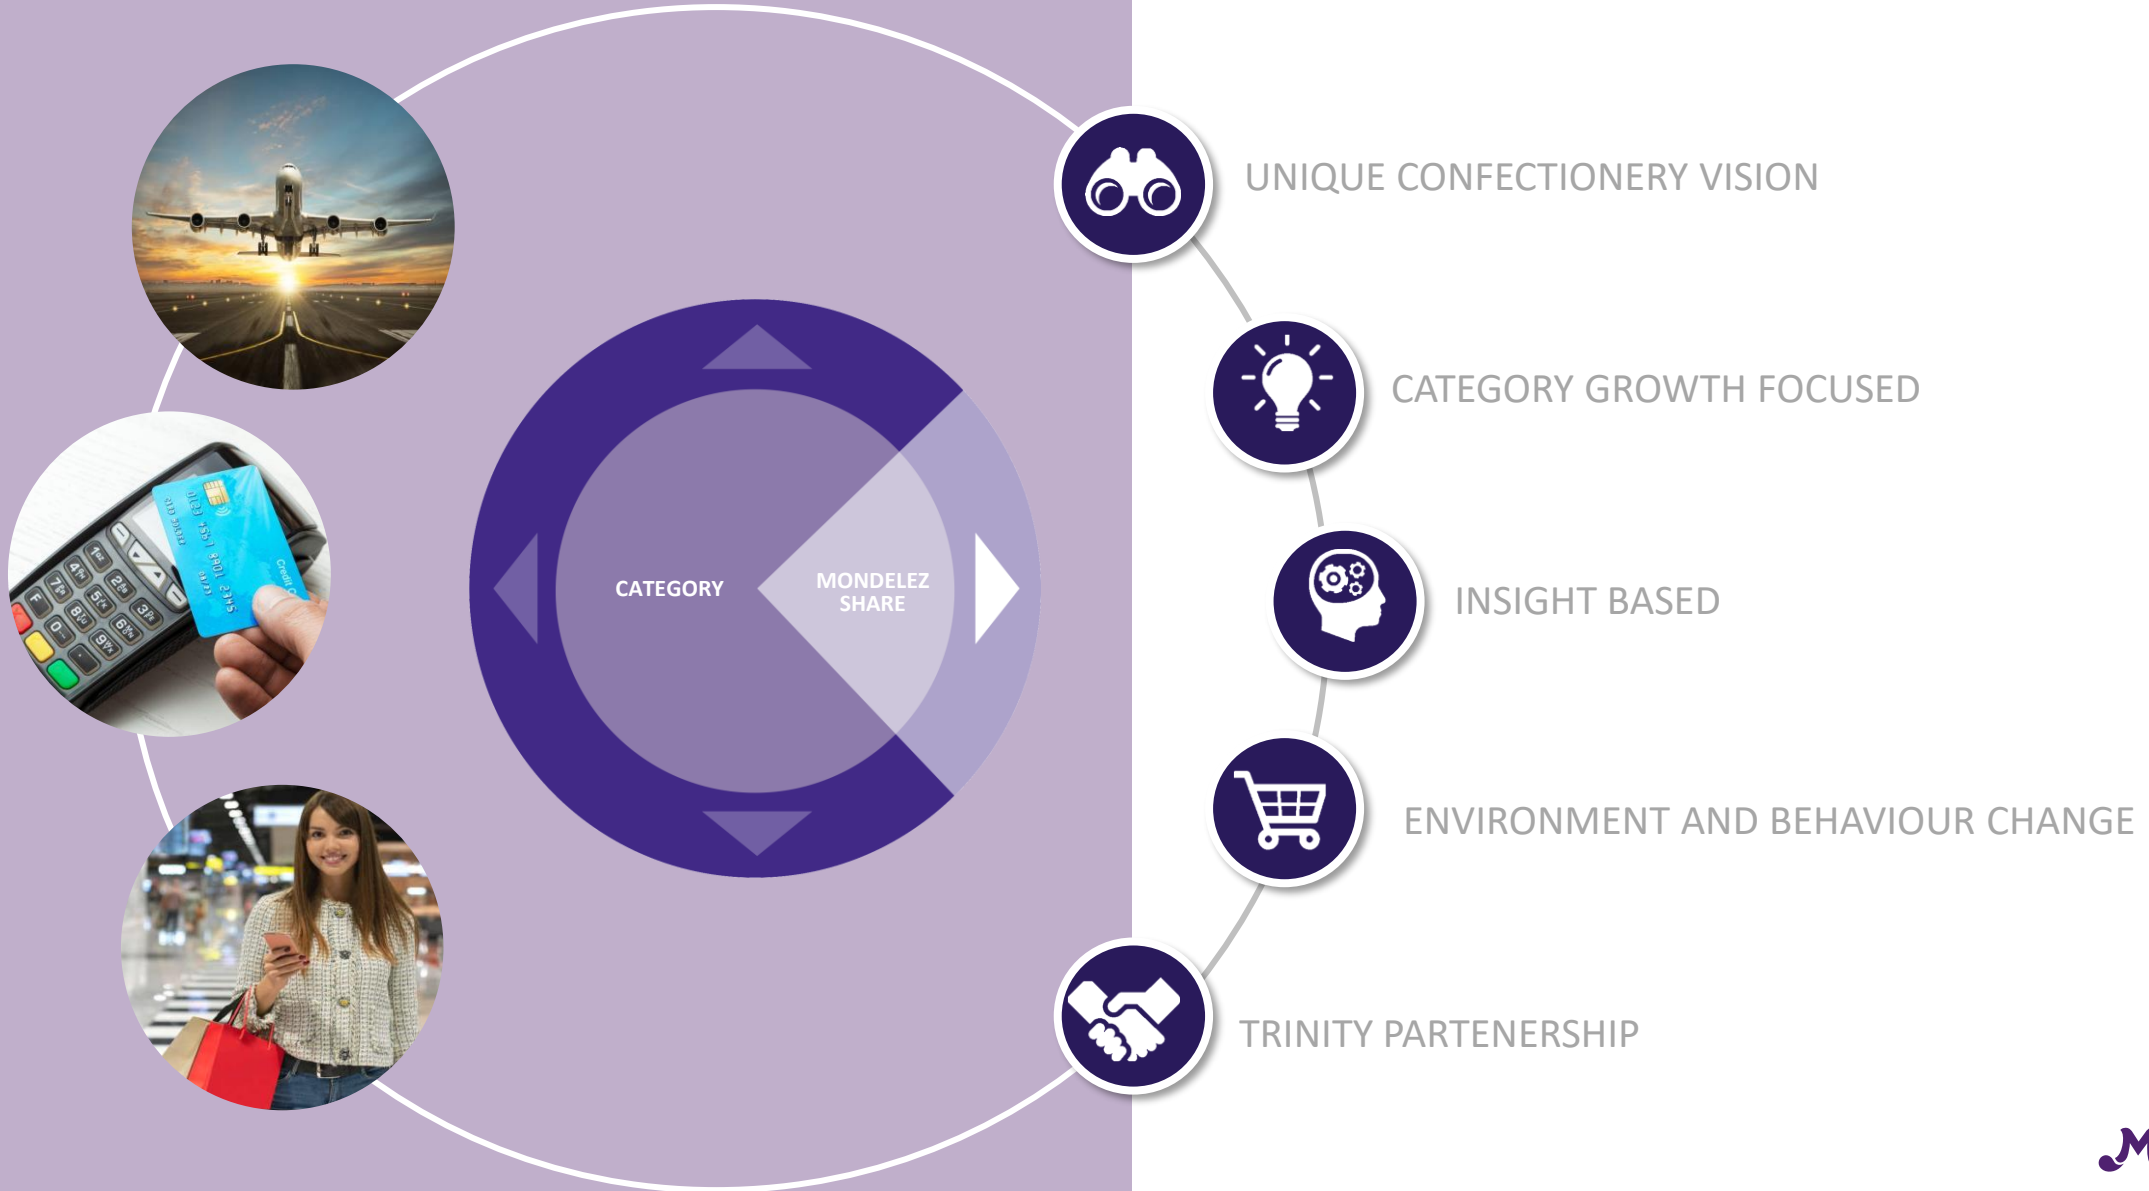 UNIQUE CONFECTIONERY VISION
CATEGORY GROWTH FOCUSED
INSIGHT BASED
ENVIRONMENT AND BEHAVIOUR CHANGE
TRINITY PARTENERSHIP
CATEGORY
MONDELEZ
SHARE
M